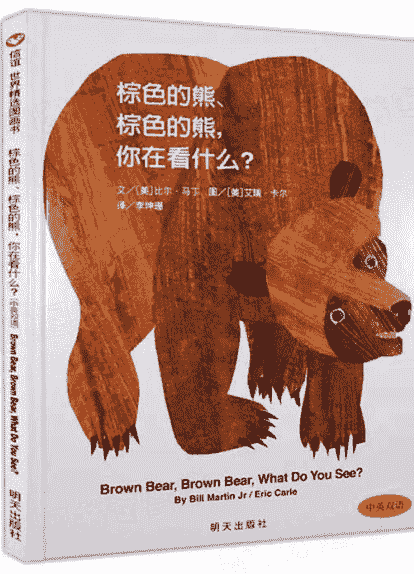 信谊 世界精选图画书
棕色的熊、棕色的熊，你在看什么？
(中英双语)
Brown Bear, Brown Bear, What Do You See?
明天出版社
棕色的熊、
棕色的熊，
你在看什么？
文／[美]比尔·马丁 图／[美]艾瑞·卡尔
译／李坤珊
Brown Bear, Brown Bear, What Do You See?
By Bill Martin Jr / Eric Carle
中英双语
明天出版社